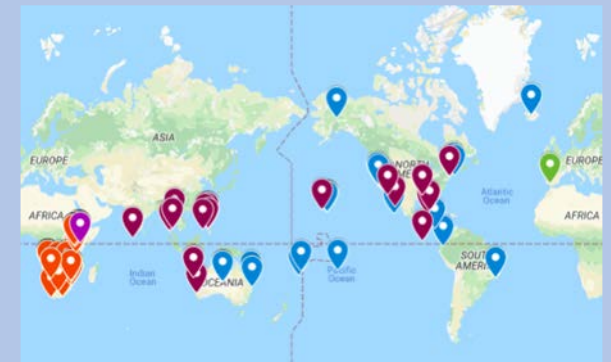 ASIA
EUROPE
NORTH
AMERICA
EUROPE
Atlantic
Ocean
AFRICA
AFRICA
Indian
Ocean
OCEANIA
Pacific
Ocean
SOUTH
AMERICA